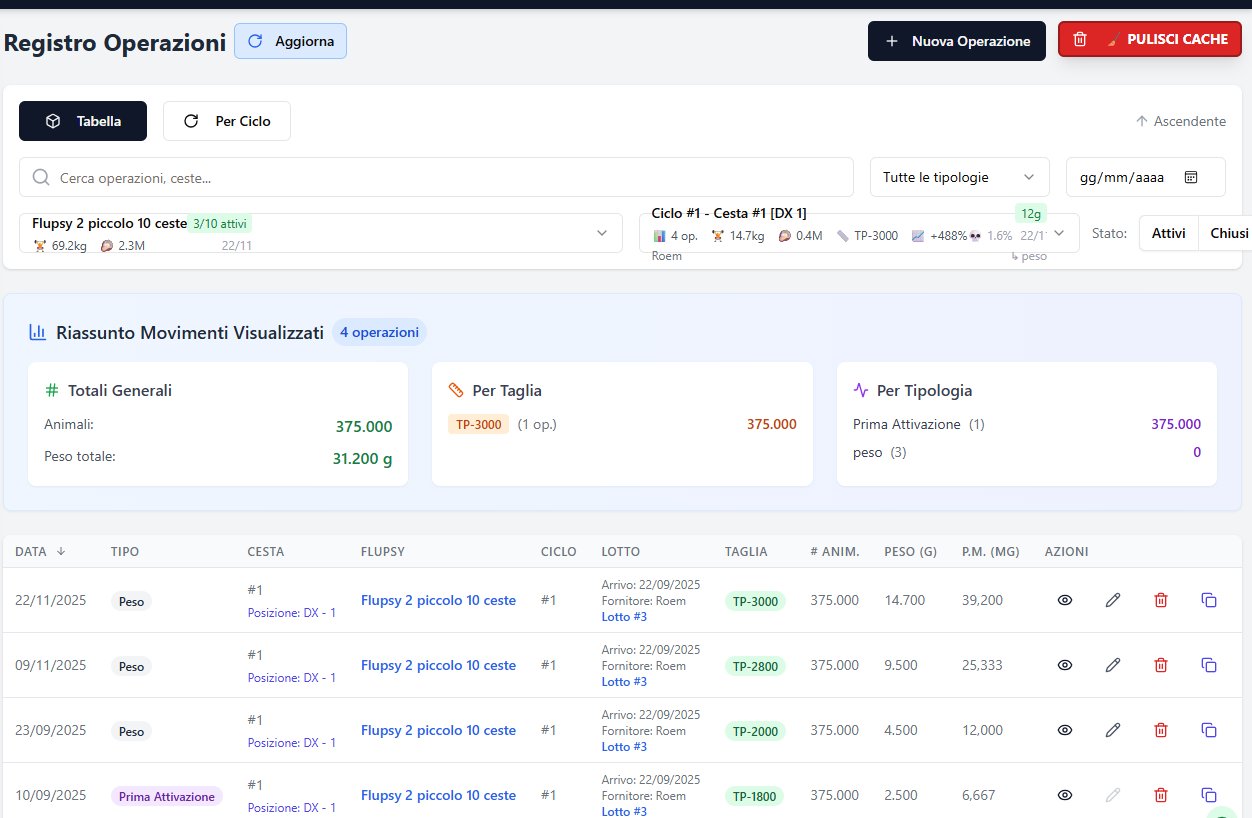 Registro Operazioni
Aggiorna
Nuova Operazione
PULISCI CACHE
Tabella
Per Ciclo
Ascendente
Cerca operazioni, ceste...
Tutte le tipologie
gg/mm/aaaa
Flupsy 2 piccolo 10 ceste 3/10 attivi
69.2kg 2.3M 22/11
Ciclo #1 - Cesta #1 [DX 1] 12g
4 op. 14.7kg 0.4M TP-3000 +488% 1.6% 22/1
Roem ↳ peso
Stato:
Attivi
Chiusi
Riassunto Movimenti Visualizzati 4 operazioni
Totali Generali
Animali: 375.000
Peso totale: 31.200 g
Per Taglia
TP-3000 (1 op.) 375.000
Per Tipologia
Prima Attivazione (1) 375.000
peso (3) 0
DATA ↓ TIPO CESTA FLUPSY CICLO LOTTO TAGLIA # ANIM. PESO (G) P.M. (MG) AZIONI
22/11/2025 Peso #1 Flupsy 2 piccolo 10 ceste #1 Arrivo: 22/09/2025 TP-3000 375.000 14.700 39,200
Posizione: DX - 1 Fornitore: Roem
Lotto #3
09/11/2025 Peso #1 Flupsy 2 piccolo 10 ceste #1 Arrivo: 22/09/2025 TP-2800 375.000 9.500 25,333
Posizione: DX - 1 Fornitore: Roem
Lotto #3
23/09/2025 Peso #1 Flupsy 2 piccolo 10 ceste #1 Arrivo: 22/09/2025 TP-2000 375.000 4.500 12,000
Posizione: DX - 1 Fornitore: Roem
Lotto #3
10/09/2025 Prima Attivazione #1 Flupsy 2 piccolo 10 ceste #1 Arrivo: 22/09/2025 TP-1800 375.000 2.500 6,667
Posizione: DX - 1 Fornitore: Roem
Lotto #3